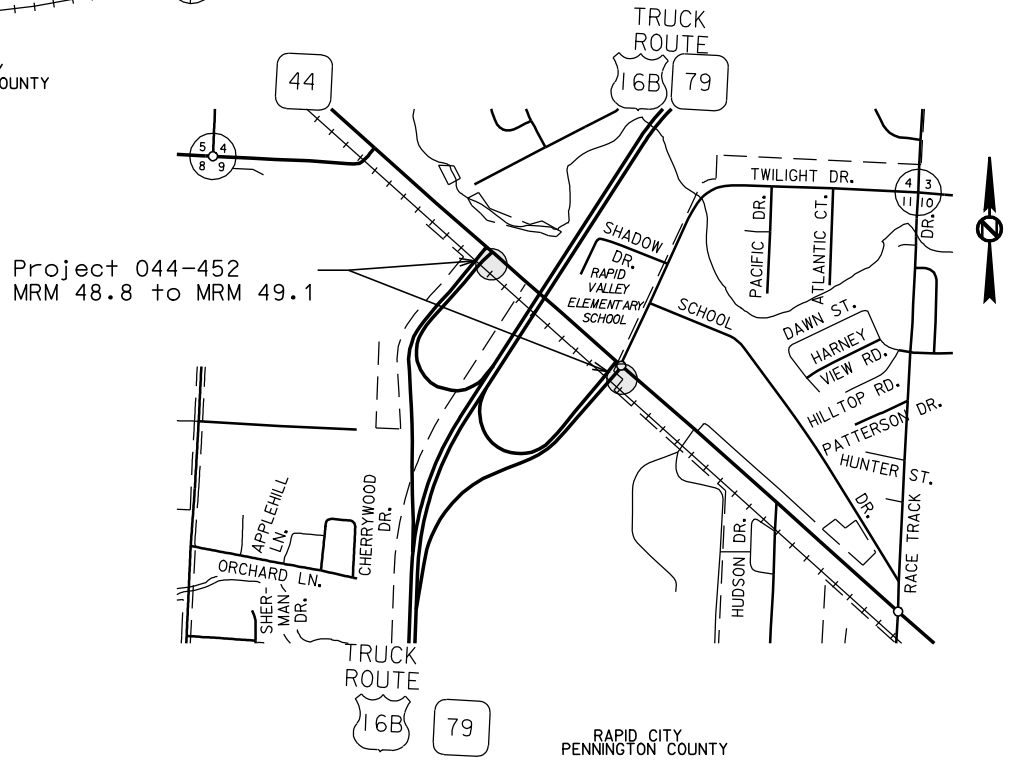 TRUCK
ROUTE
16B
79
44
OUNTY
5 4
8 9
TWILIGHT DR.
4 3
11 10
DR.
PACIFIC DR.
ATLANTIC CT.
SHADOW
DR.
RAPID
VALLEY
ELEMENTARY
SCHOOL
Project 044-452
MRM 48.8 to MRM 49.1
SCHOOL
DAWN ST.
HARNEY
VIEW RD.
HILLTOP RD.
PATTERSON DR.
HUNTER ST.
DR.
RACE TRACK
APPLEHILL
LN.
CHERRYWOOD
DR.
HUDSON DR.
ORCHARD LN.
SHER-
MAN
DR.
TRUCK
ROUTE
16B
79
RAPID CITY
PENNINGTON COUNTY
N